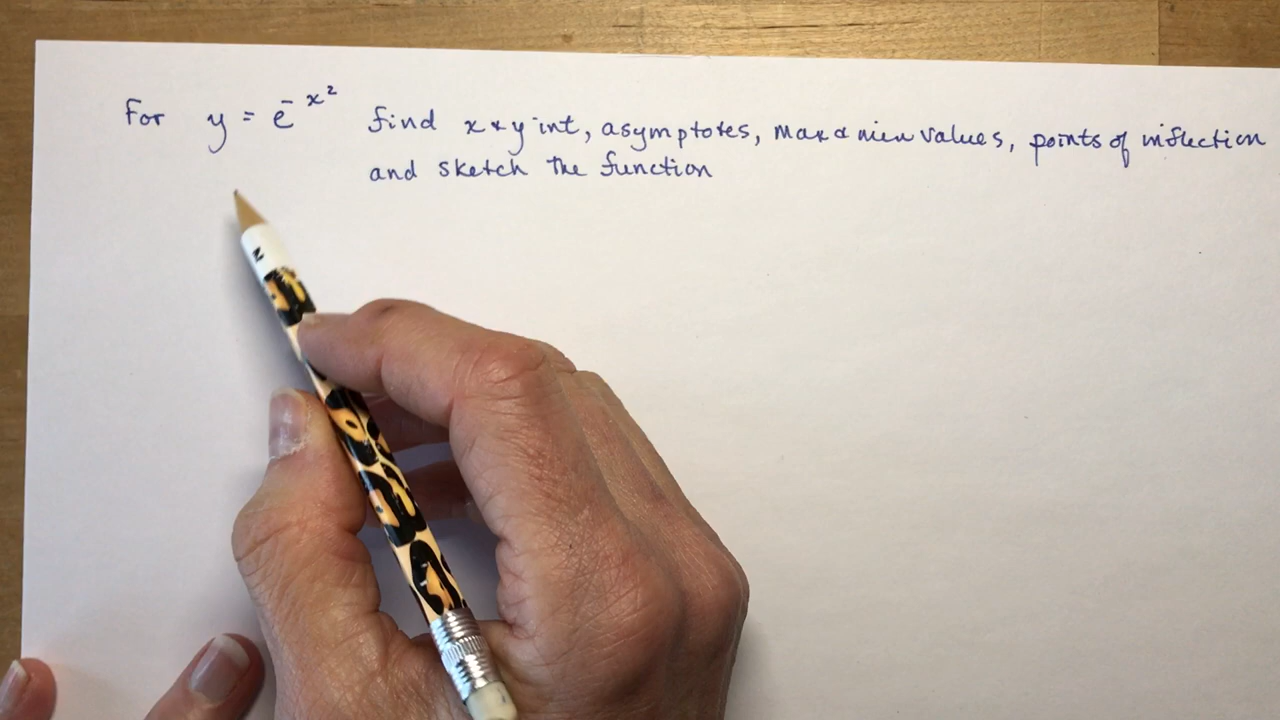 For y = e^-x² find x & y int, asymptotes, max & min values, points of inflection
and sketch the function